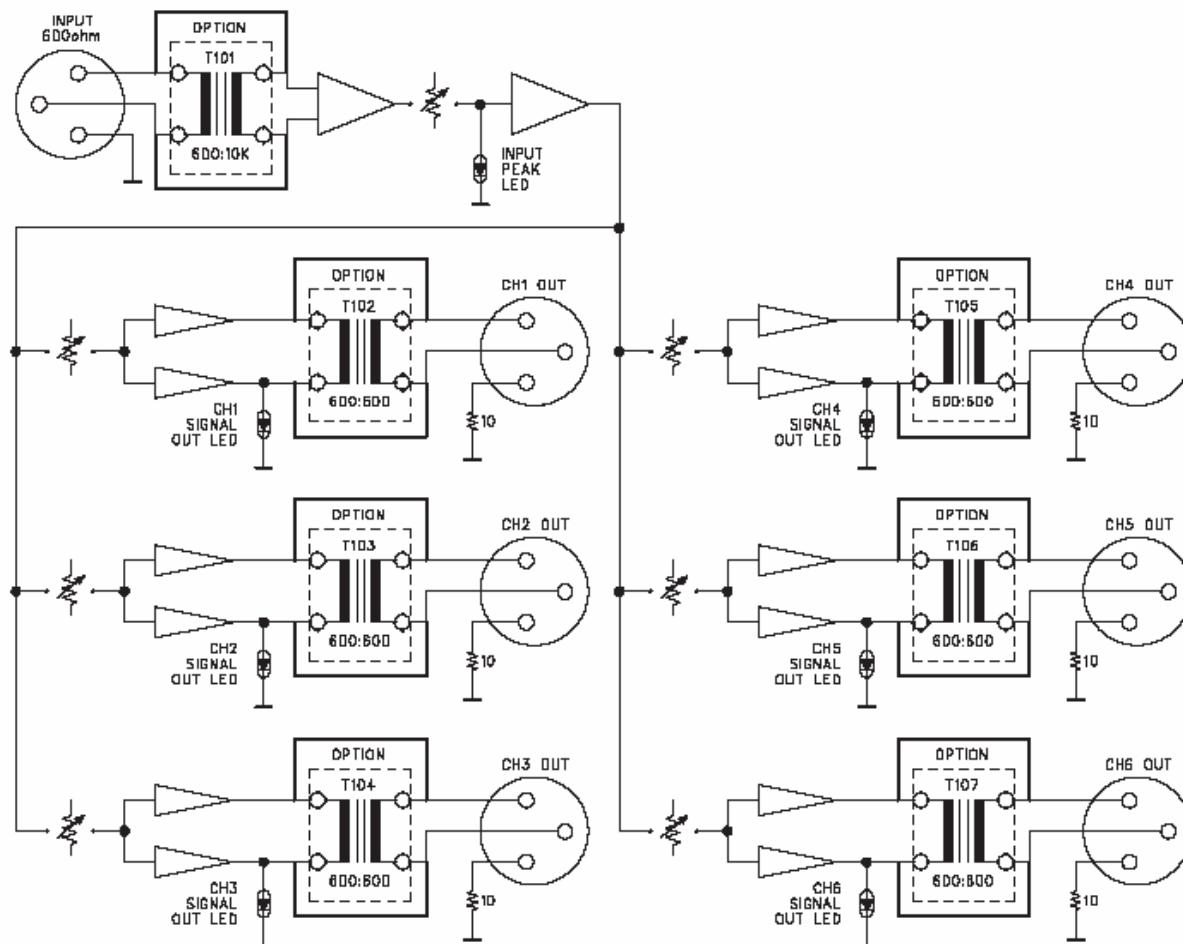 INPUT
600ohm
OPTION
T101
600:10K
INPUT
PEAK
LED
OPTION
T102
600:600
CH1 OUT
CH1
SIGNAL
OUT LED
10
OPTION
T105
600:600
CH4 OUT
CH4
SIGNAL
OUT LED
10
OPTION
T103
600:600
CH2 OUT
CH2
SIGNAL
OUT LED
10
OPTION
T106
600:600
CH5 OUT
CH5
SIGNAL
OUT LED
10
OPTION
T104
600:600
CH3 OUT
CH3
SIGNAL
OUT LED
10
OPTION
T107
600:600
CH6 OUT
CH6
SIGNAL
OUT LED
10